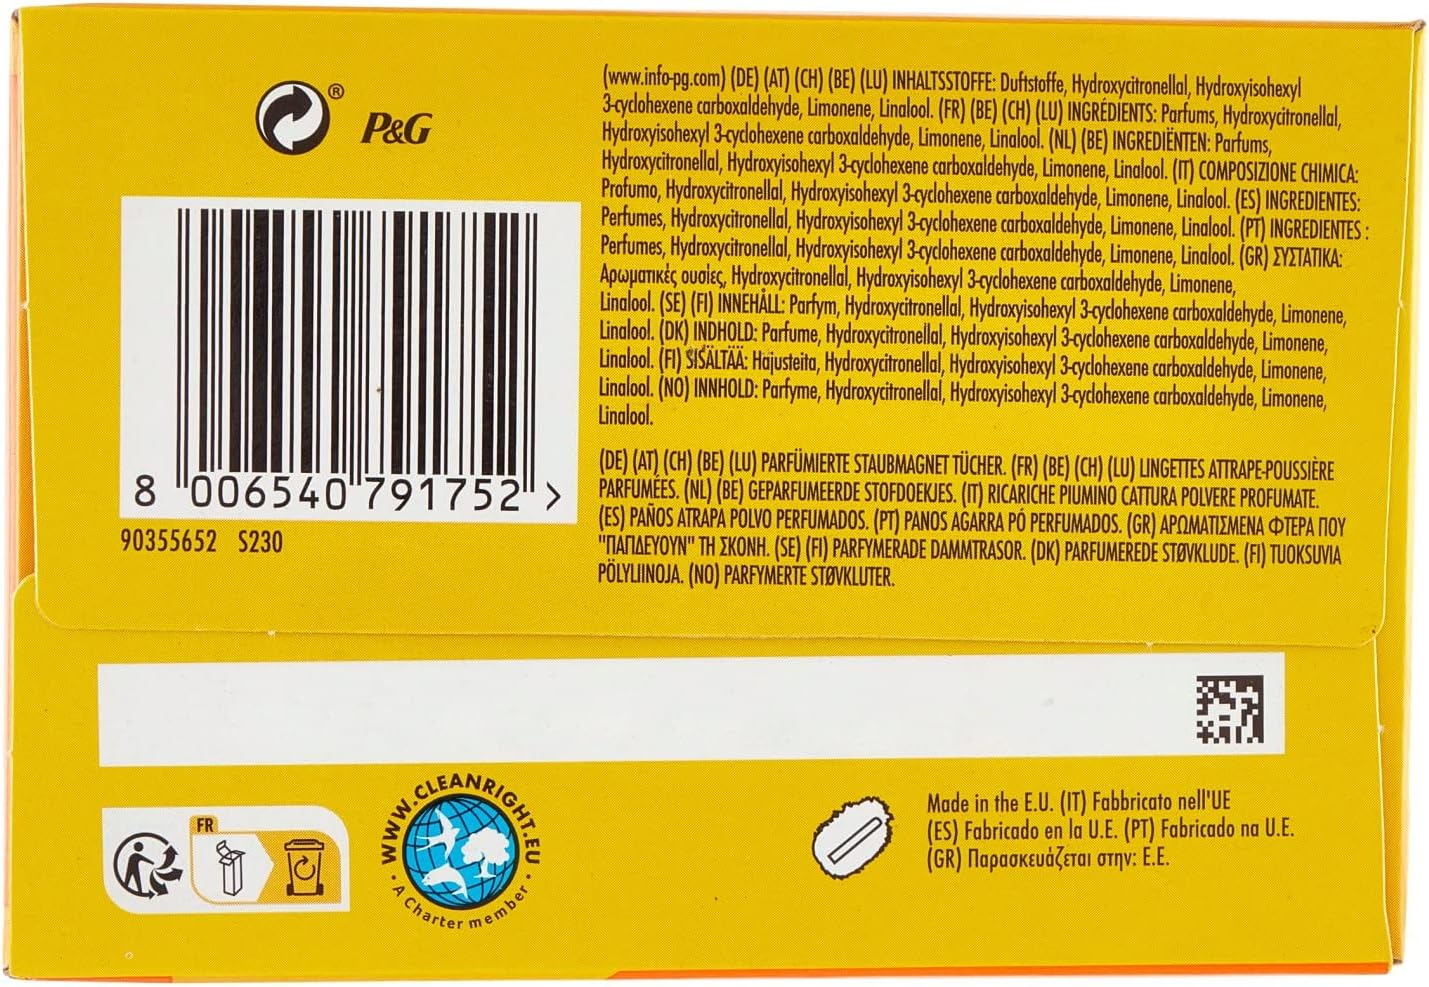 ®
P&G
8 006540 791752 >
90355652 S230
(www.info-pg.com) (DE) (AT) (CH) (BE) (LU) INHALTSSTOFFE: Duftstoffe, Hydroxycitronellal, Hydroxyisohexyl
3-cyclohexene carboxaldehyde, Limonene, Linalool. (FR) (BE) (CH) (LU) INGRÉDIENTS: Parfums, Hydroxycitronellal,
Hydroxyisohexyl 3-cyclohexene carboxaldehyde, Limonene, Linalool. (NL) (BE) INGREDIËNTEN: Parfums,
Hydroxycitronellal, Hydroxyisohexyl 3-cyclohexene carboxaldehyde, Limonene, Linalool. (IT) COMPOSIZIONE CHIMICA:
Profumo, Hydroxycitronellal, Hydroxyisohexyl 3-cyclohexene carboxaldehyde, Limonene, Linalool. (ES) INGREDIENTES:
Perfumes, Hydroxycitronellal, Hydroxyisohexyl 3-cyclohexene carboxaldehyde, Limonene, Linalool. (PT) INGREDIENTES :
Perfumes, Hydroxycitronellal, Hydroxyisohexyl 3-cyclohexene carboxaldehyde, Limonene, Linalool. (GR) ΣΥΣΤΑΤΙΚΑ:
Αρωματικές ουσίες, Hydroxycitronellal, Hydroxyisohexyl 3-cyclohexene carboxaldehyde, Limonene,
Linalool. (SE) (FI) INNEHÅLL: Parfym, Hydroxycitronellal, Hydroxyisohexyl 3-cyclohexene carboxaldehyde, Limonene,
Linalool. (DK) INDHOLD: Parfume, Hydroxycitronellal, Hydroxyisohexyl 3-cyclohexene carboxaldehyde, Limonene,
Linalool. (FI) SISÄLTÄÄ: Hajusteita, Hydroxycitronellal, Hydroxyisohexyl 3-cyclohexene carboxaldehyde, Limonene,
Linalool. (NO) INNHOLD: Parfyme, Hydroxycitronellal, Hydroxyisohexyl 3-cyclohexene carboxaldehyde, Limonene,
Linalool.
(DE) (AT) (CH) (BE) (LU) PARFÜMIERTE STAUBMAGNET TÜCHER. (FR) (BE) (CH) (LU) LINGETTES ATTRAPE-POUSSIÈRE
PARFUMÉES. (NL) (BE) GEPARFUMEERDE STOFDOEKJES. (IT) RICARICHE PIUMINO CATTURA POLVERE PROFUMATE.
(ES) PAÑOS ATRAPA POLVO PERFUMADOS. (PT) PANOS AGARRA PÓ PERFUMADOS. (GR) ΑΡΩΜΑΤΙΣΜΕΝΑ ΦΤΕΡΑ ΠΟΥ
"ΠΑΓΙΔΕΥΟΥΝ" ΤΗ ΣΚΟΝΗ. (SE) (FI) PARFYMERADE DAMMTRASOR. (DK) PARFUMEREDE STØVKLUDE. (FI) TUOKSUVIA
PÖLYLIINOJA. (NO) PARFYMERTE STØVKLUTER.
FR
WWW.CLEANRIGHT.EU
• A Charter member •
Made in the E.U. (IT) Fabbricato nell'UE
(ES) Fabricado en la U.E. (PT) Fabricado na U.E.
(GR) Παρασκευάζεται στην: Ε.Ε.